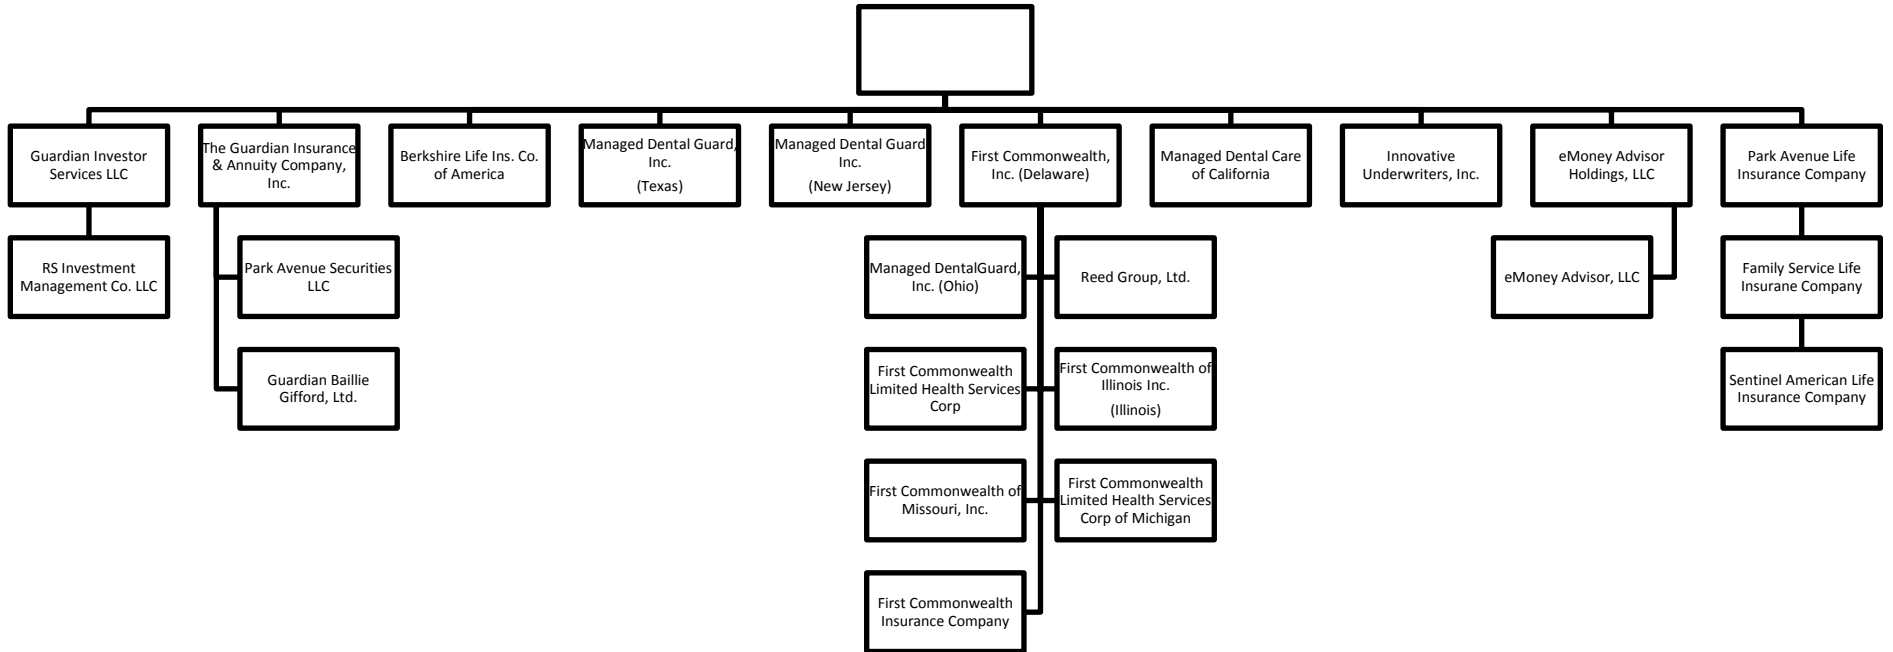 Guardian Investor
Services LLC
The Guardian Insurance
& Annuity Company,
Inc.
Berkshire Life Ins. Co.
of America
Managed Dental Guard,
Inc.
(Texas)
Managed Dental Guard
Inc.
(New Jersey)
First Commonwealth,
Inc. (Delaware)
Managed Dental Care
of California
Innovative
Underwriters, Inc.
eMoney Advisor
Holdings, LLC
Park Avenue Life
Insurance Company
RS Investment
Management Co. LLC
Park Avenue Securities
LLC
Managed DentalGuard,
Inc. (Ohio)
Reed Group, Ltd.
eMoney Advisor, LLC
Family Service Life
Insurane Company
Guardian Baillie
Gifford, Ltd.
First Commonwealth
Limited Health Services
Corp
First Commonwealth of
Illinois Inc.
(Illinois)
Sentinel American Life
Insurance Company
First Commonwealth of
Missouri, Inc.
First Commonwealth
Limited Health Services
Corp of Michigan
First Commonwealth
Insurance Company